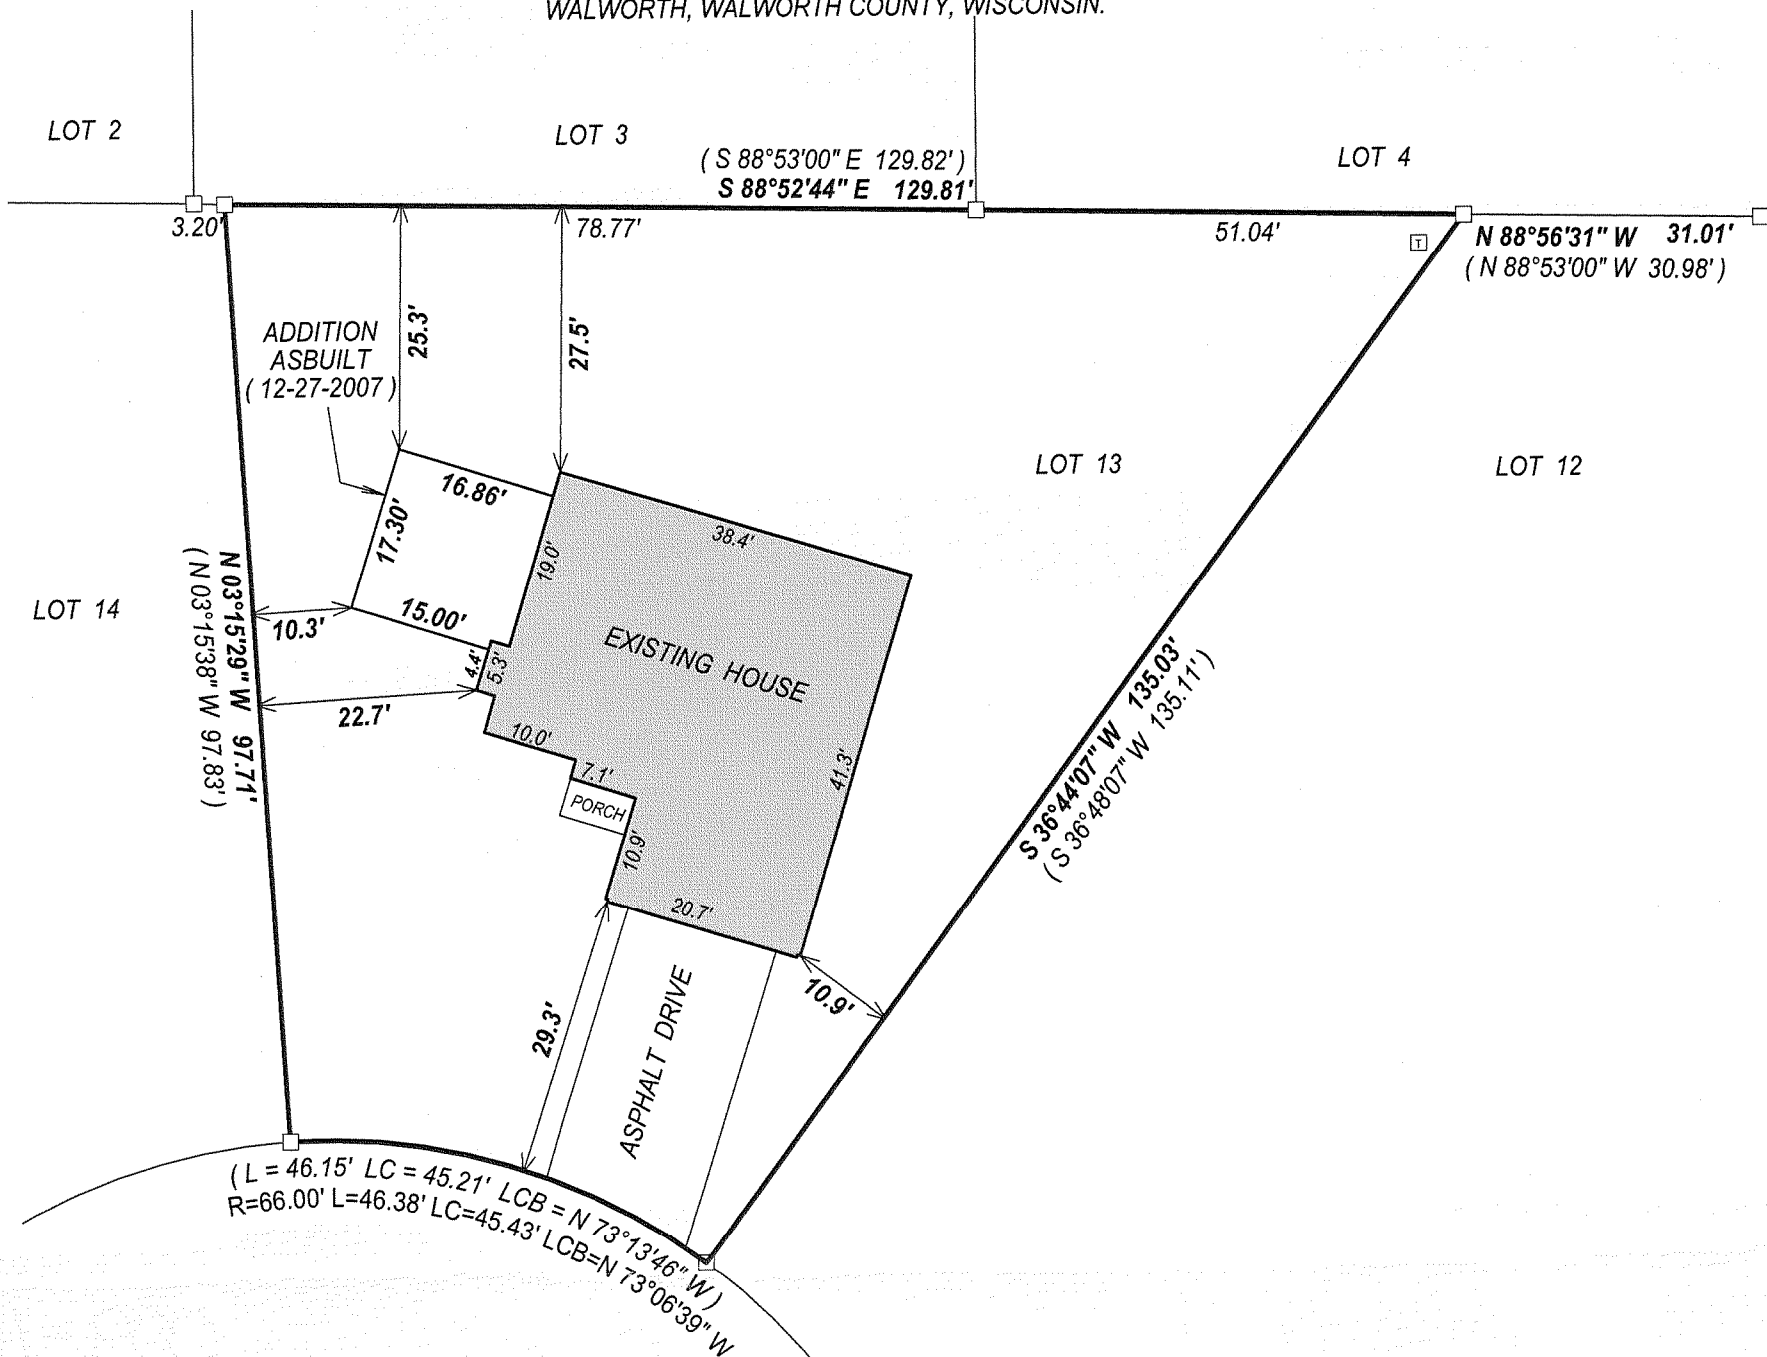 WALWORTH, WALWORTH COUNTY, WISCONSIN.
LOT 2
LOT 3
LOT 4
( S 88°53'00" E 129.82' )
S 88°52'44" E 129.81'
3.20'
78.77'
51.04'
T
N 88°56'31" W 31.01'
( N 88°53'00" W 30.98' )
ADDITION
ASBUILT
( 12-27-2007 )
25.3'
27.5'
LOT 13
LOT 12
16.86'
17.30'
38.4'
19.0'
LOT 14
N 03°15'29" W 97.71'
( N 03°15'38" W 97.83' )
10.3'
15.00'
4.4'
5.3'
EXISTING HOUSE
22.7'
10.0'
7.1'
PORCH
10.9'
41.3'
20.7'
S 36°44'07" W 135.03'
( S 36°48'07" W 135.11' )
29.3'
ASPHALT DRIVE
10.9'
( L = 46.15' LC = 45.21' LCB = N 73°13'46" W )
R=66.00' L=46.38' LC=45.43' LCB=N 73°06'39" W